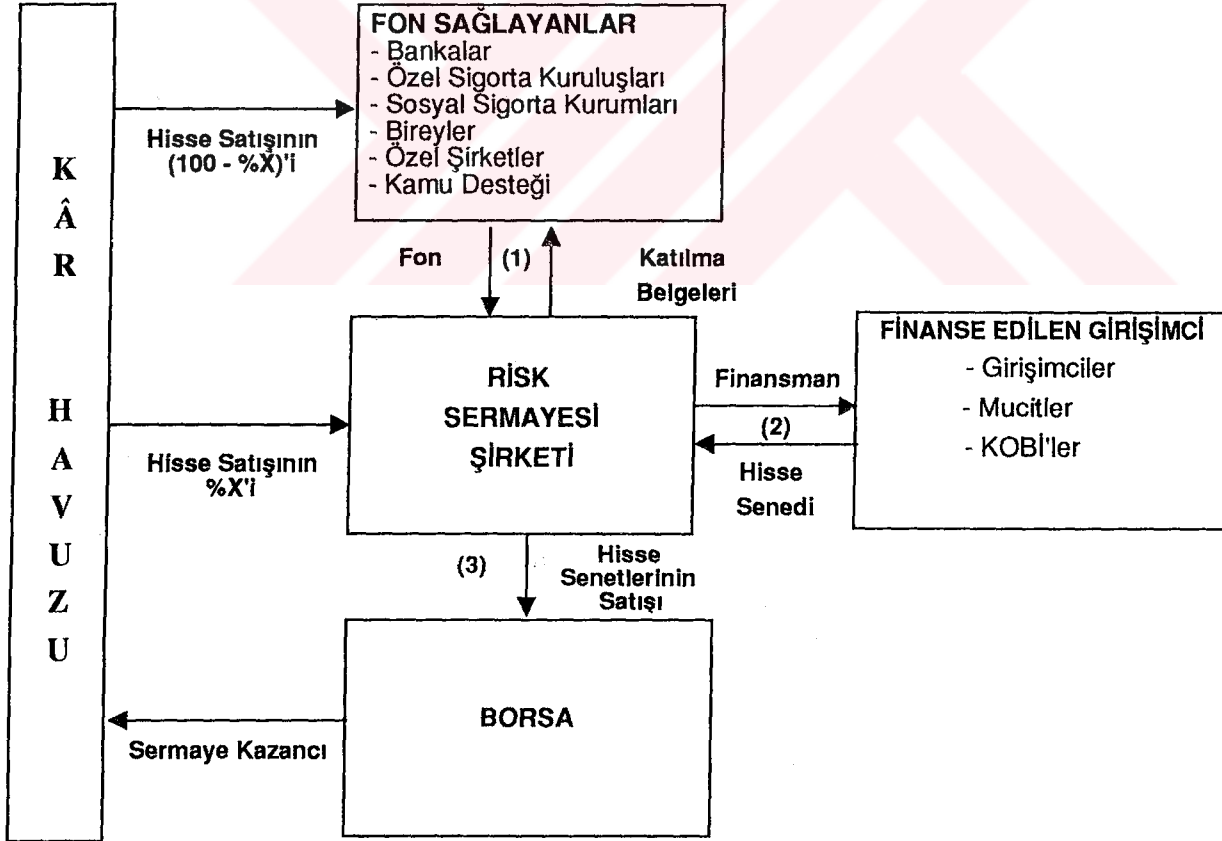 FON SAĞLAYANLAR
- Bankalar
- Özel Sigorta Kuruluşları
- Sosyal Sigorta Kurumları
- Bireyler
- Özel Şirketler
- Kamu Desteği
Hisse Satışının
(100 - %X)'i
K
Â
R
H
A
V
U
Z
U
Fon
(1)
Katılma
Belgeleri
RİSK
SERMAYESİ
ŞİRKETİ
Finansman
(2)
Hisse
Senedi
FİNANSE EDİLEN GİRİŞİMCİ
- Girişimciler
- Mucitler
- KOBİ'ler
Hisse Satışının
%X'i
(3)
Hisse
Senetlerinin
Satışı
BORSA
Sermaye Kazancı